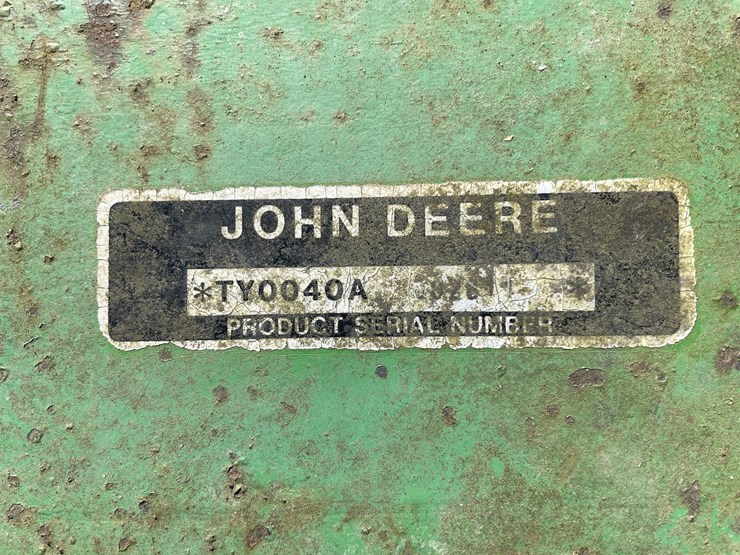 JOHN DEERE
*TY0040A *
PRODUCT SERIAL NUMBER